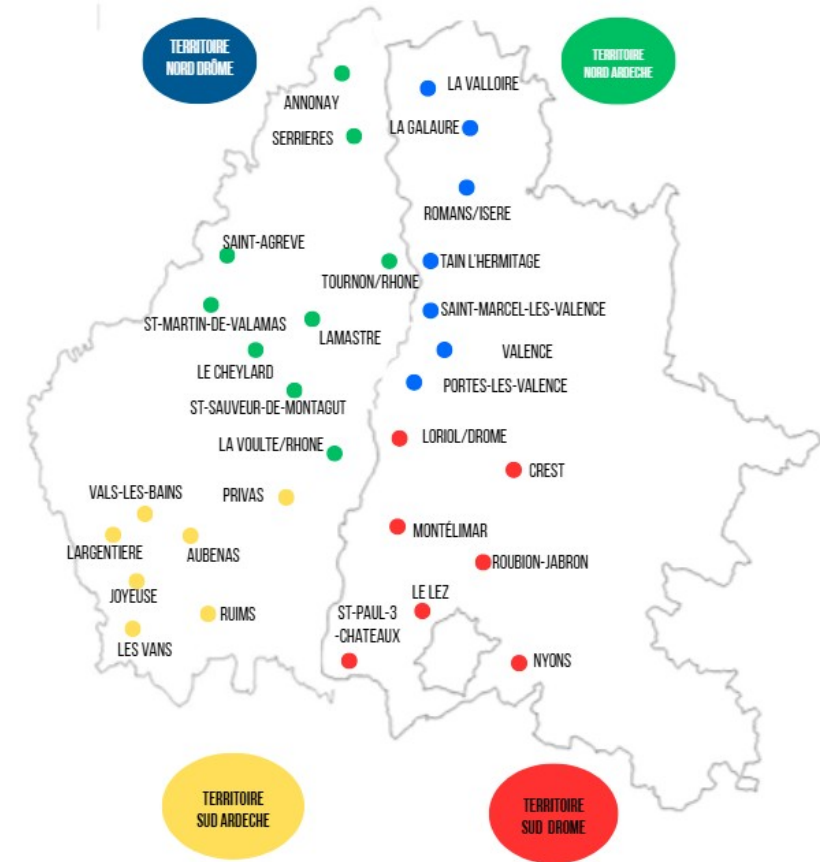 TERRITOIRE
NORD DRÔME
TERRITOIRE
NORD ARDECHE
LA VALLOIRE
ANNONAY
LA GALAURE
SERRIERES
ROMANS/ISERE
SAINT-AGREVE
TAIN L'HERMITAGE
TOURNON/RHONE
SAINT-MARCEL-LES-VALENCE
ST-MARTIN-DE-VALAMAS
LAMASTRE
VALENCE
LE CHEYLARD
PORTES-LES-VALENCE
ST-SAUVEUR-DE-MONTAGUT
LORIOL/DROME
LA VOULTE/RHONE
CREST
VALS-LES-BAINS
PRIVAS
MONTÉLIMAR
LARGENTIERE
AUBENAS
ROUBION-JABRON
LE LEZ
JOYEUSE
RUIMS
ST-PAUL-3
-CHATEAUX
LES VANS
NYONS
TERRITOIRE
SUD ARDECHE
TERRITOIRE
SUD DROME